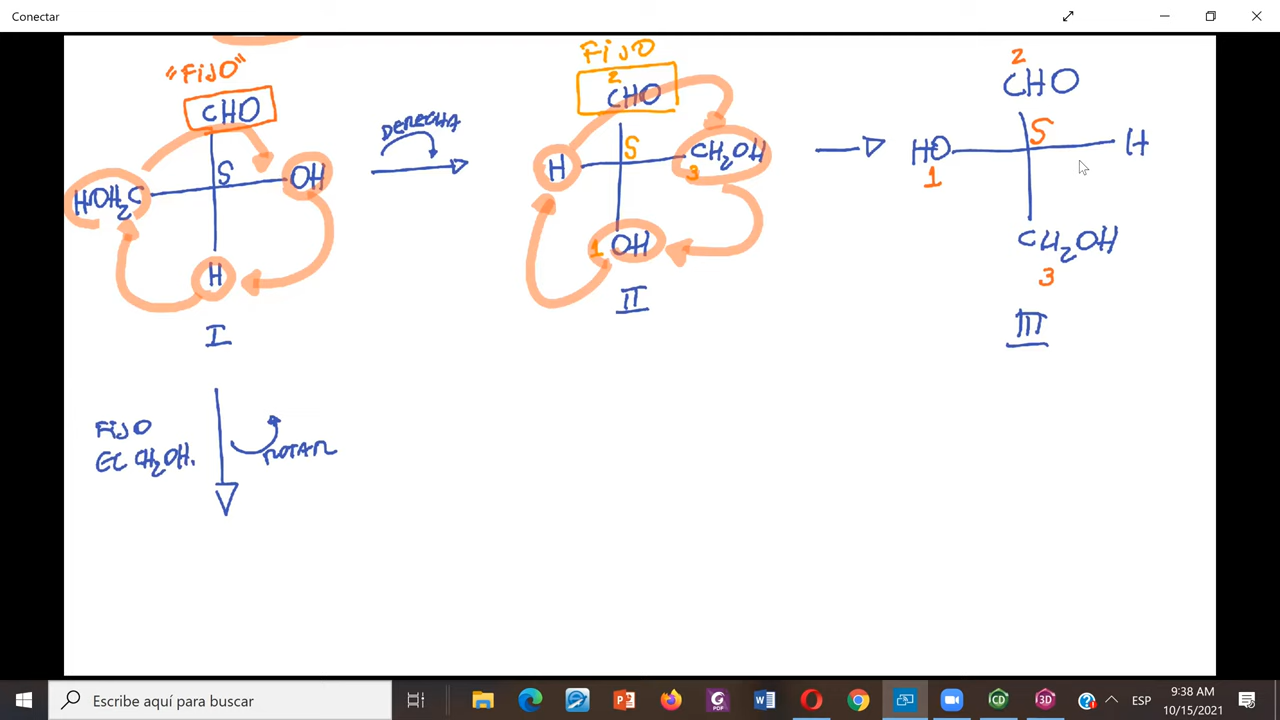 Conectar
"FIJO"
CHO
HOH₂C
S
OH
H
I
DERECHA
FIJO
2
CHO
H
S
CH₂OH
3
1
OH
II
2
CHO
HO
S
H
1
CH₂OH
3
III
FIJO
EL CH₂OH.
ROTAR
Escribe aquí para buscar
ESP
9:38 AM
10/15/2021